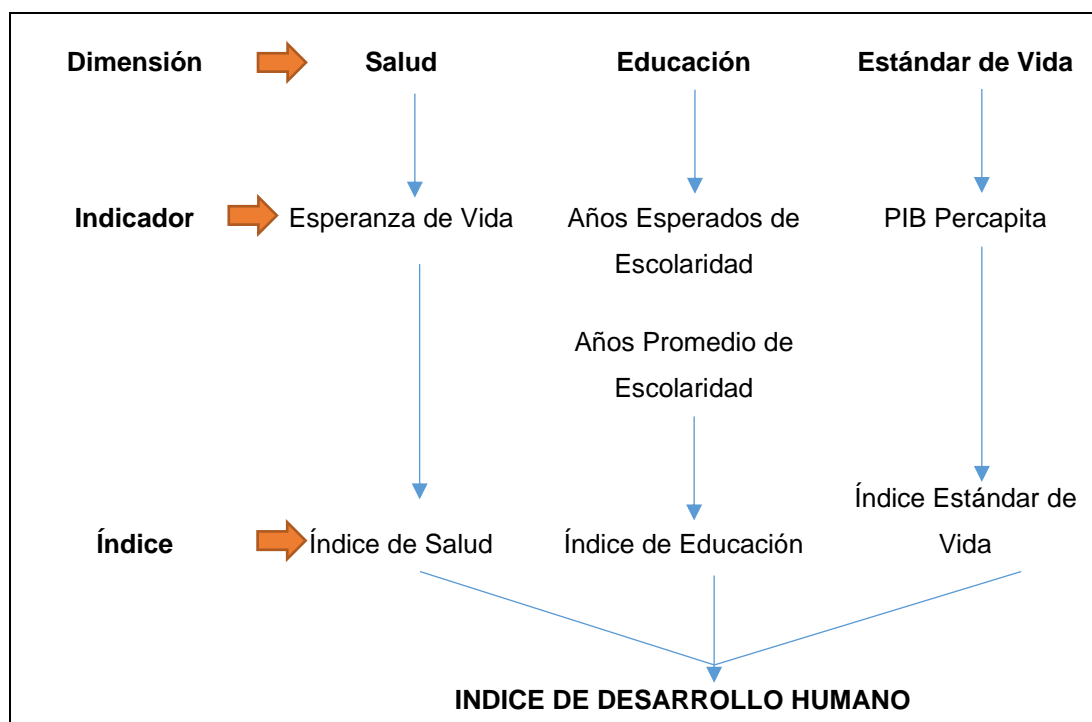 Dimensión Salud Educación Estándar de Vida
Indicador Esperanza de Vida Años Esperados de PIB Percapita
Escolaridad
Años Promedio de
Escolaridad
Índice Estándar de
Índice Índice de Salud Índice de Educación Vida
INDICE DE DESARROLLO HUMANO